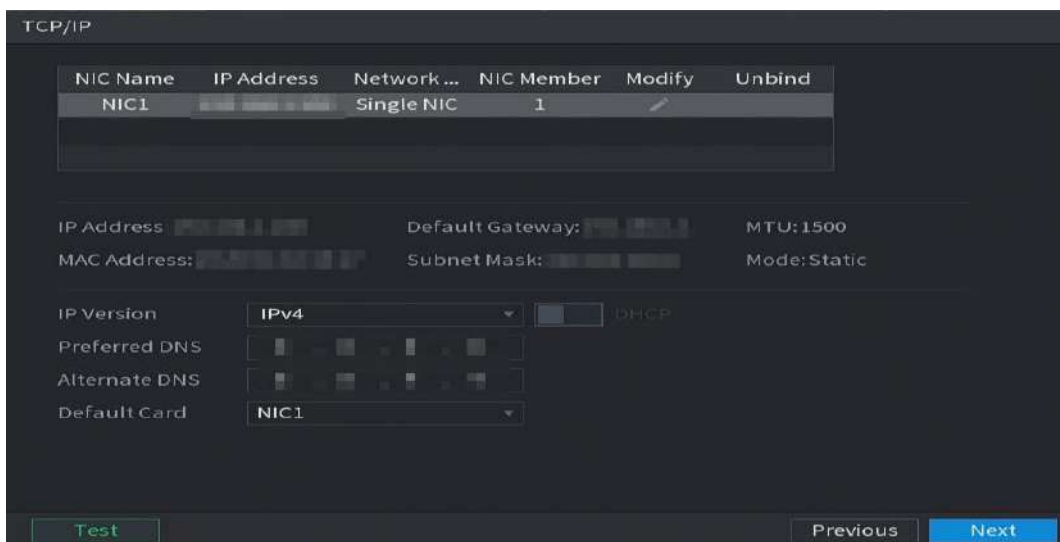 TCP/IP
NIC Name IP Address Network ... NIC Member Modify Unbind
NIC1 Single NIC 1
IP Address Default Gateway: MTU:1500
MAC Address: Subnet Mask: Mode:Static
IP Version IPv4 DHCP
Preferred DNS
Alternate DNS
Default Card NIC1
Test Previous Next